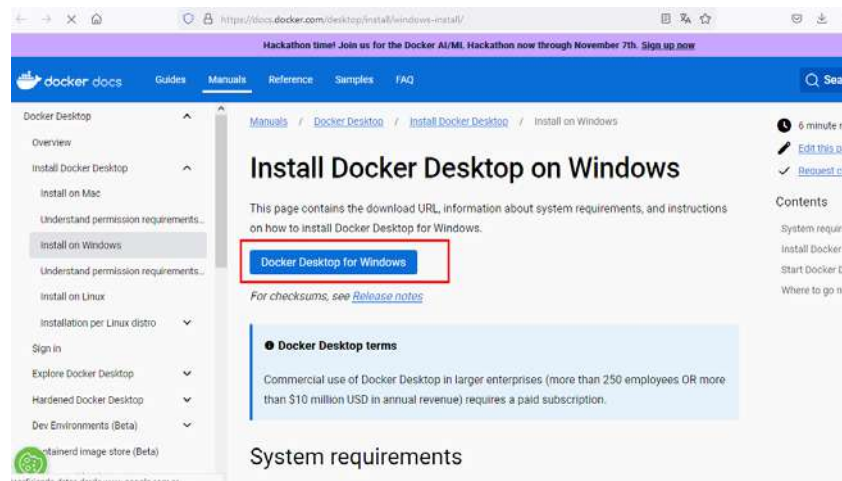 https://docs.docker.com/desktop/install/windows-install/
Hackathon time! Join us for the Docker AI/ML Hackathon now through November 7th. Sign up now
docker docs
Guides
Manuals
Reference
Samples
FAQ
Docker Desktop
Overview
Install Docker Desktop
Install on Mac
Understand permission requirements...
Install on Windows
Understand permission requirements...
Install on Linux
Installation per Linux distro
Sign in
Explore Docker Desktop
Hardened Docker Desktop
Dev Environments (Beta)
image store (Beta)
Manuals / Docker Desktop / Install Docker Desktop / Install on Windows
Install Docker Desktop on Windows
This page contains the download URL, information about system requirements, and instructions
on how to install Docker Desktop for Windows.
Docker Desktop for Windows
For checksums, see Release notes
Docker Desktop terms
Commercial use of Docker Desktop in larger enterprises (more than 250 employees OR more
than $10 million USD in annual revenue) requires a paid subscription.
System requirements
6 minute
Edit this
Request
Contents
System
Install Docker
Start Docker
Where to go